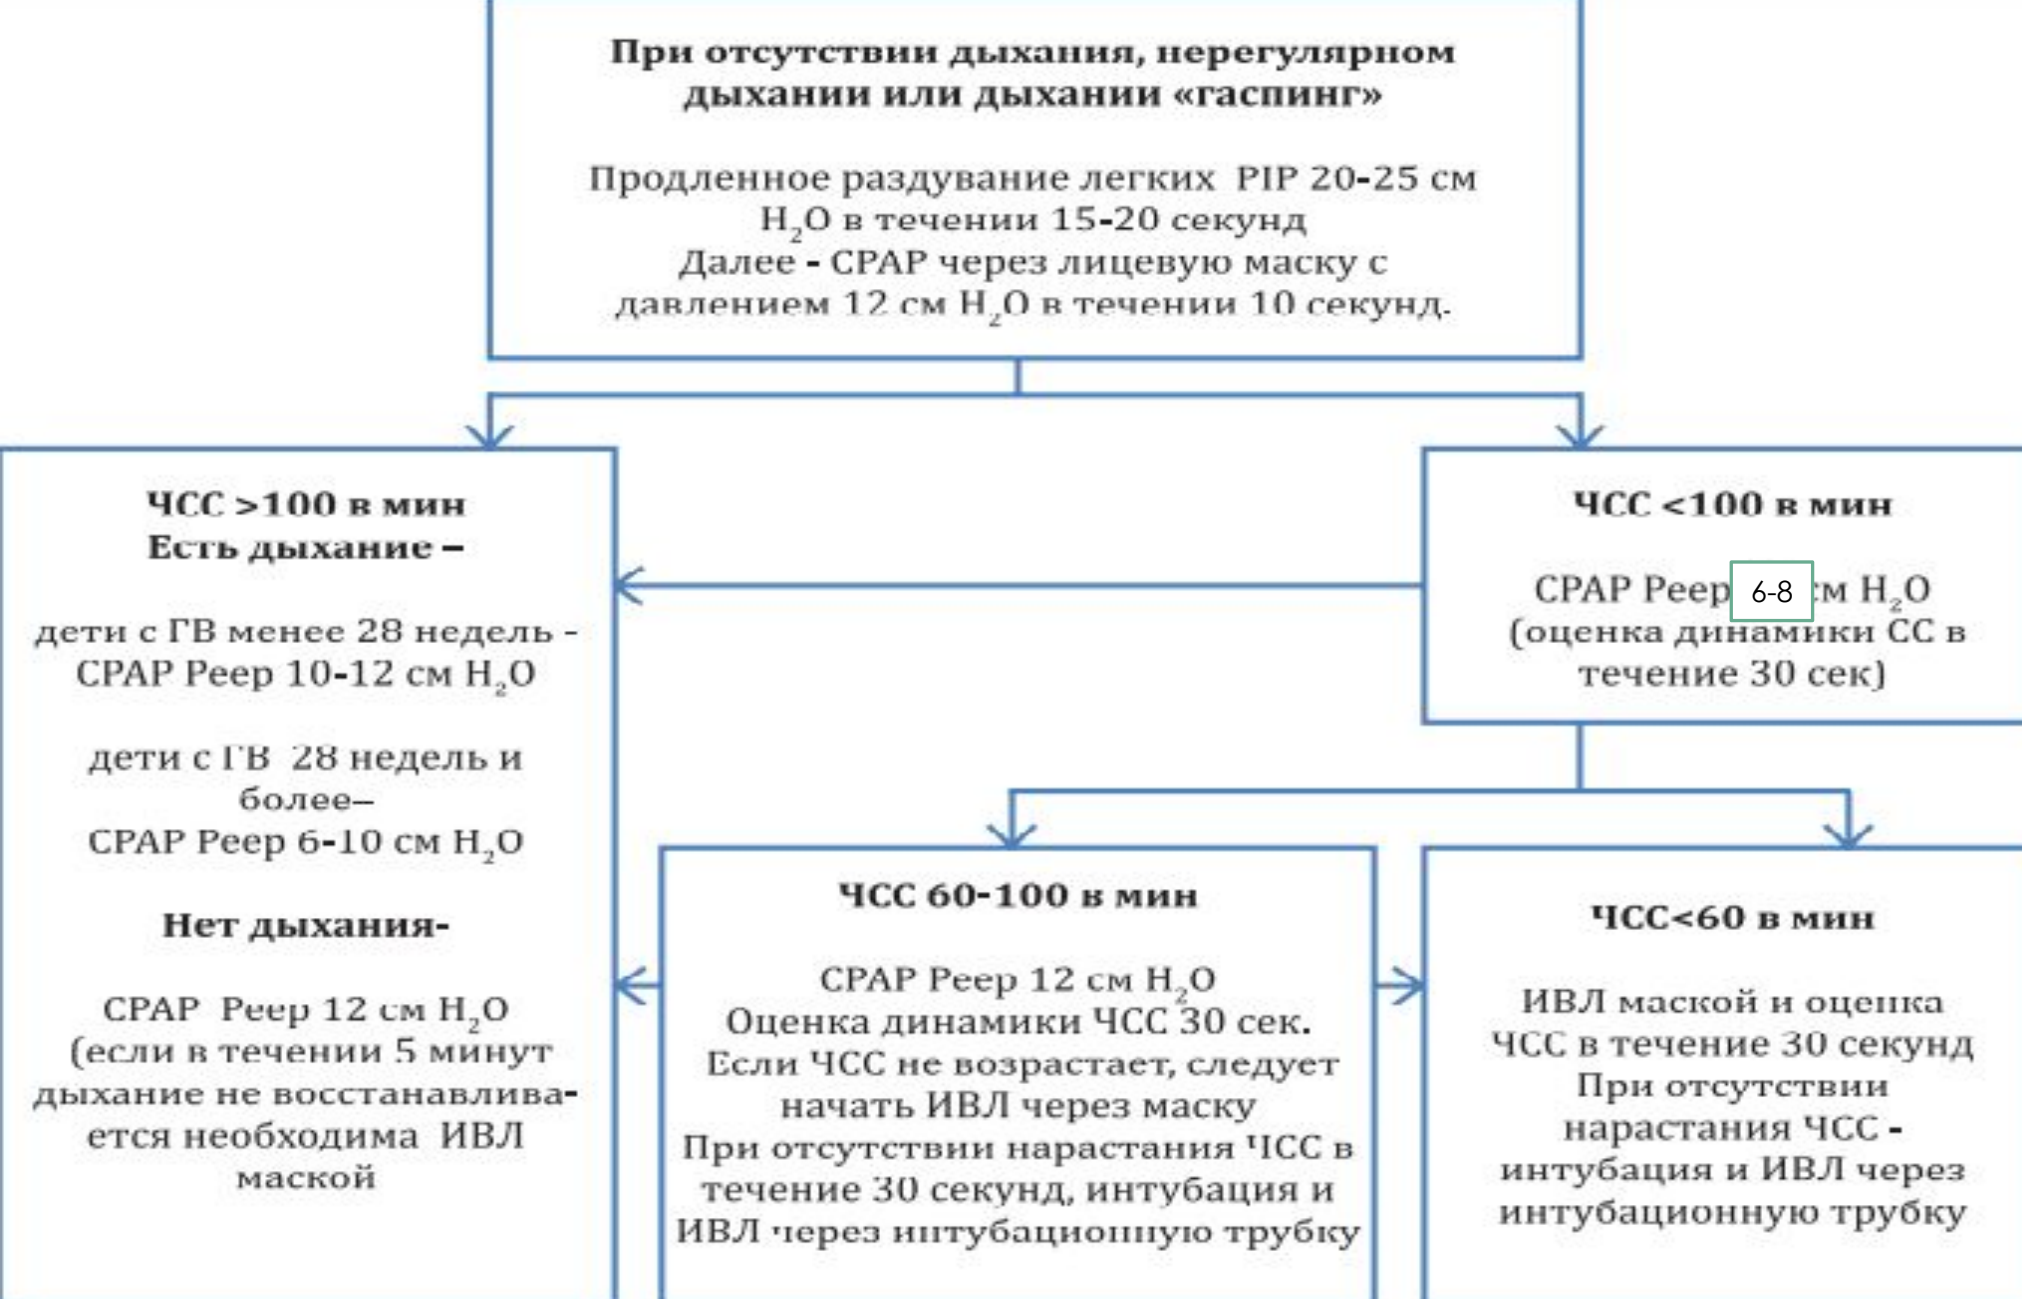 При отсутствии дыхания, нерегулярном
дыхании или дыхании «гаспинг»
Продленное раздувание легких PIP 20-25 см
H₂O в течении 15-20 секунд
Далее - CPAP через лицевую маску с
давлением 12 см H₂O в течении 10 секунд.
ЧСС >100 в мин
Есть дыхание –
дети с ГВ менее 28 недель -
CPAP Peep 10-12 см H₂O
дети с ГВ 28 недель и
более–
CPAP Peep 6-10 см H₂O
Нет дыхания-
CPAP Peep 12 см H₂O
(если в течении 5 минут
дыхание не восстанавлива-
ется необходима ИВЛ
маской
ЧСС <100 в мин
CPAP Peep 6-8 см H₂O
(оценка динамики СС в
течение 30 сек)
ЧСС 60-100 в мин
CPAP Peep 12 см H₂O
Оценка динамики ЧСС 30 сек.
Если ЧСС не возрастает, следует
начать ИВЛ через маску
При отсутствии нарастания ЧСС в
течение 30 секунд, интубация и
ИВЛ через интубационную трубку
ЧСС<60 в мин
ИВЛ маской и оценка
ЧСС в течение 30 секунд
При отсутствии
нарастания ЧСС -
интубация и ИВЛ через
интубационную трубку